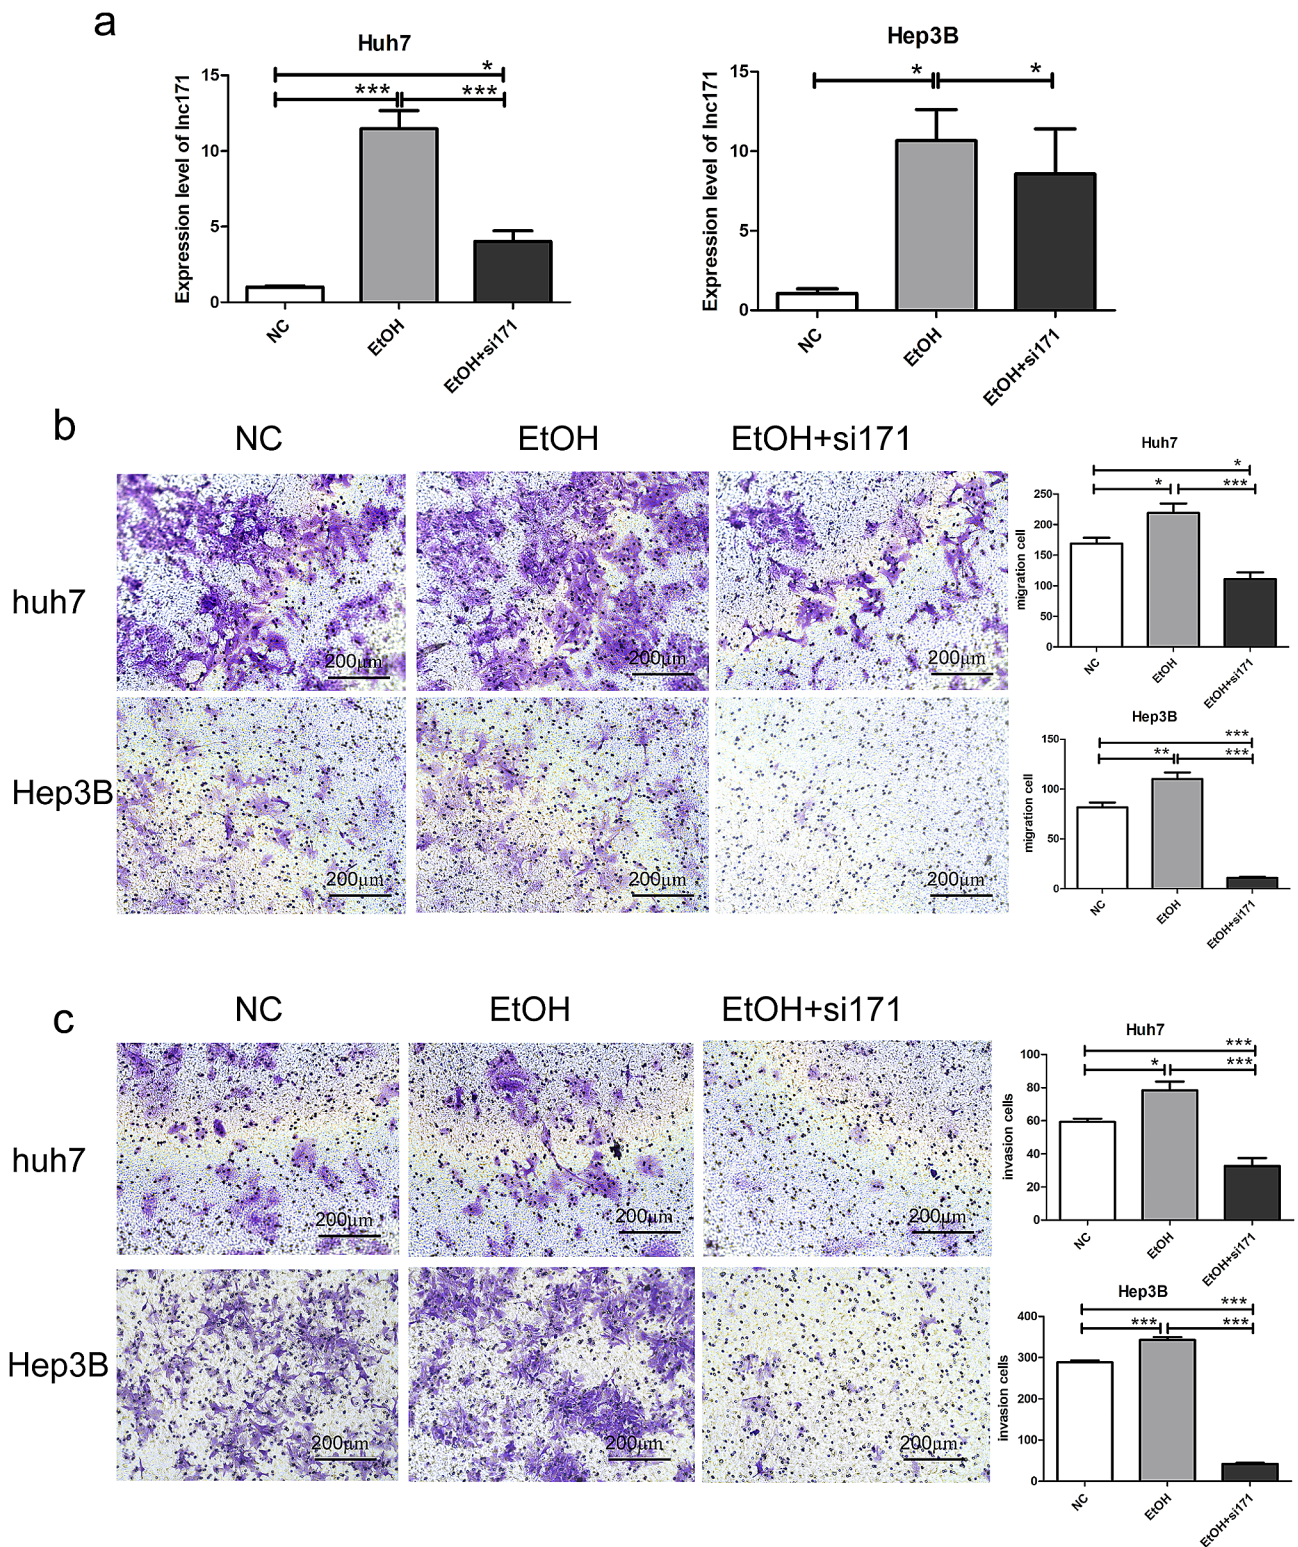 a
Huh7
Expression level of lnc171
15
10
5
0
*
***
***
NC
EtOH
EtOH+si171
Hep3B
Expression level of lnc171
15
10
5
0
*
*
NC
EtOH
EtOH+si171
b
NC
EtOH
EtOH+si171
huh7
200μm
200μm
200μm
Hep3B
200μm
200μm
200μm
Huh7
migration cell
250
200
150
100
50
0
*
*
***
NC
EtOH
EtOH+si171
Hep3B
migration cell
150
100
50
0
***
**
***
NC
EtOH
EtOH+si171
c
NC
EtOH
EtOH+si171
huh7
200μm
200μm
200μm
Hep3B
200μm
200μm
200μm
Huh7
invasion cells
100
80
60
40
20
0
***
*
***
NC
EtOH
EtOH+si171
Hep3B
invasion cells
400
300
200
100
0
***
***
***
NC
EtOH
EtOH+si171